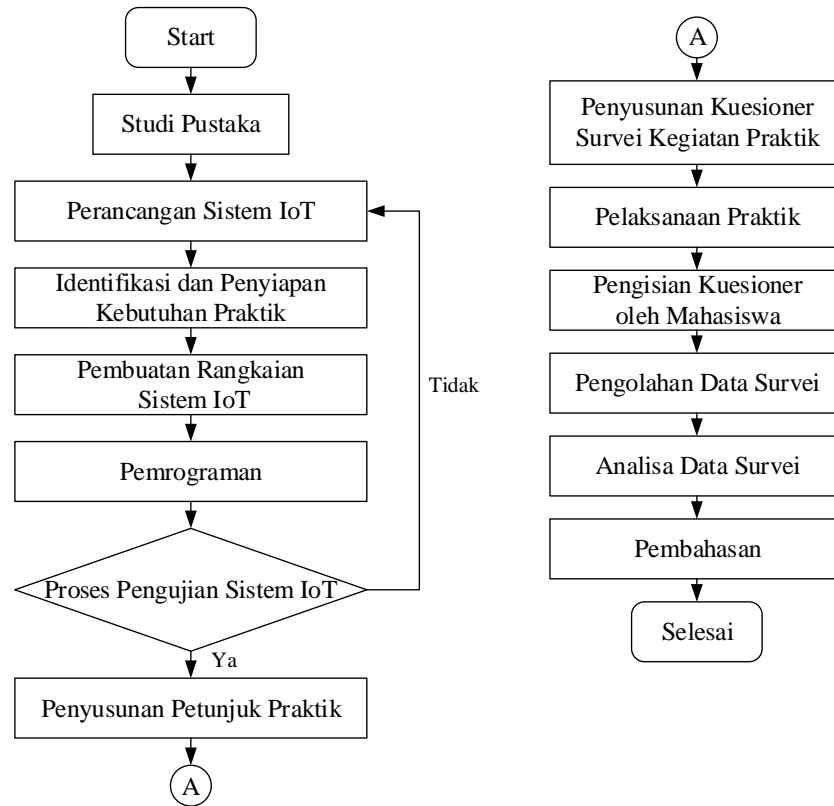 Start
Studi Pustaka
Perancangan Sistem IoT
Identifikasi dan Penyiapan
Kebutuhan Praktik
Pembuatan Rangkaian
Sistem IoT
Tidak
Pemrograman
Proses Pengujian Sistem IoT
Ya
Penyusunan Petunjuk Praktik
A
A
Penyusunan Kuesioner
Survei Kegiatan Praktik
Pelaksanaan Praktik
Pengisian Kuesioner
oleh Mahasiswa
Pengolahan Data Survei
Analisa Data Survei
Pembahasan
Selesai